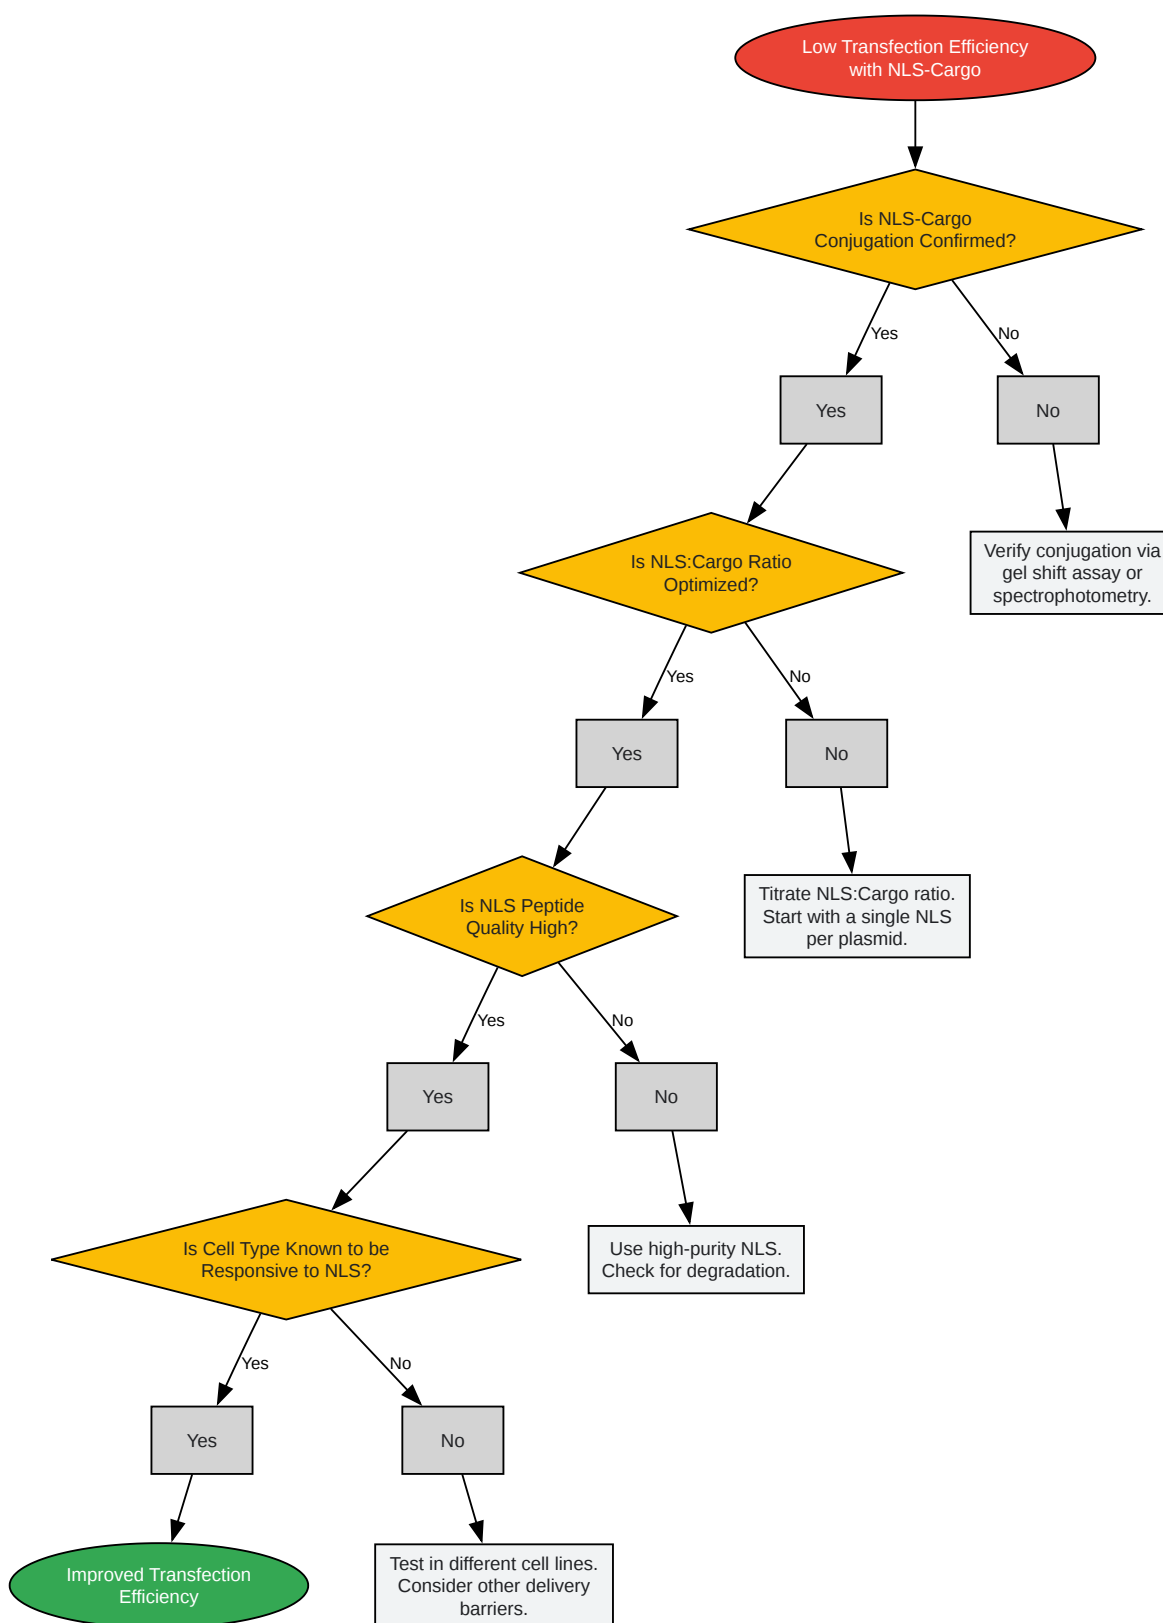 Low Transfection Efficiency
with NLS-Cargo
Is NLS-Cargo
Conjugation Confirmed?
Yes
No
Yes
No
Is NLS:Cargo Ratio
Optimized?
Verify conjugation via
gel shift assay or
spectrophotometry.
Yes
No
Yes
No
Is NLS Peptide
Quality High?
Titrate NLS:Cargo ratio.
Start with a single NLS
per plasmid.
Yes
No
Yes
No
Is Cell Type Known to be
Responsive to NLS?
Use high-purity NLS.
Check for degradation.
Yes
No
Yes
No
Improved Transfection
Efficiency
Test in different cell lines.
Consider other delivery
barriers.